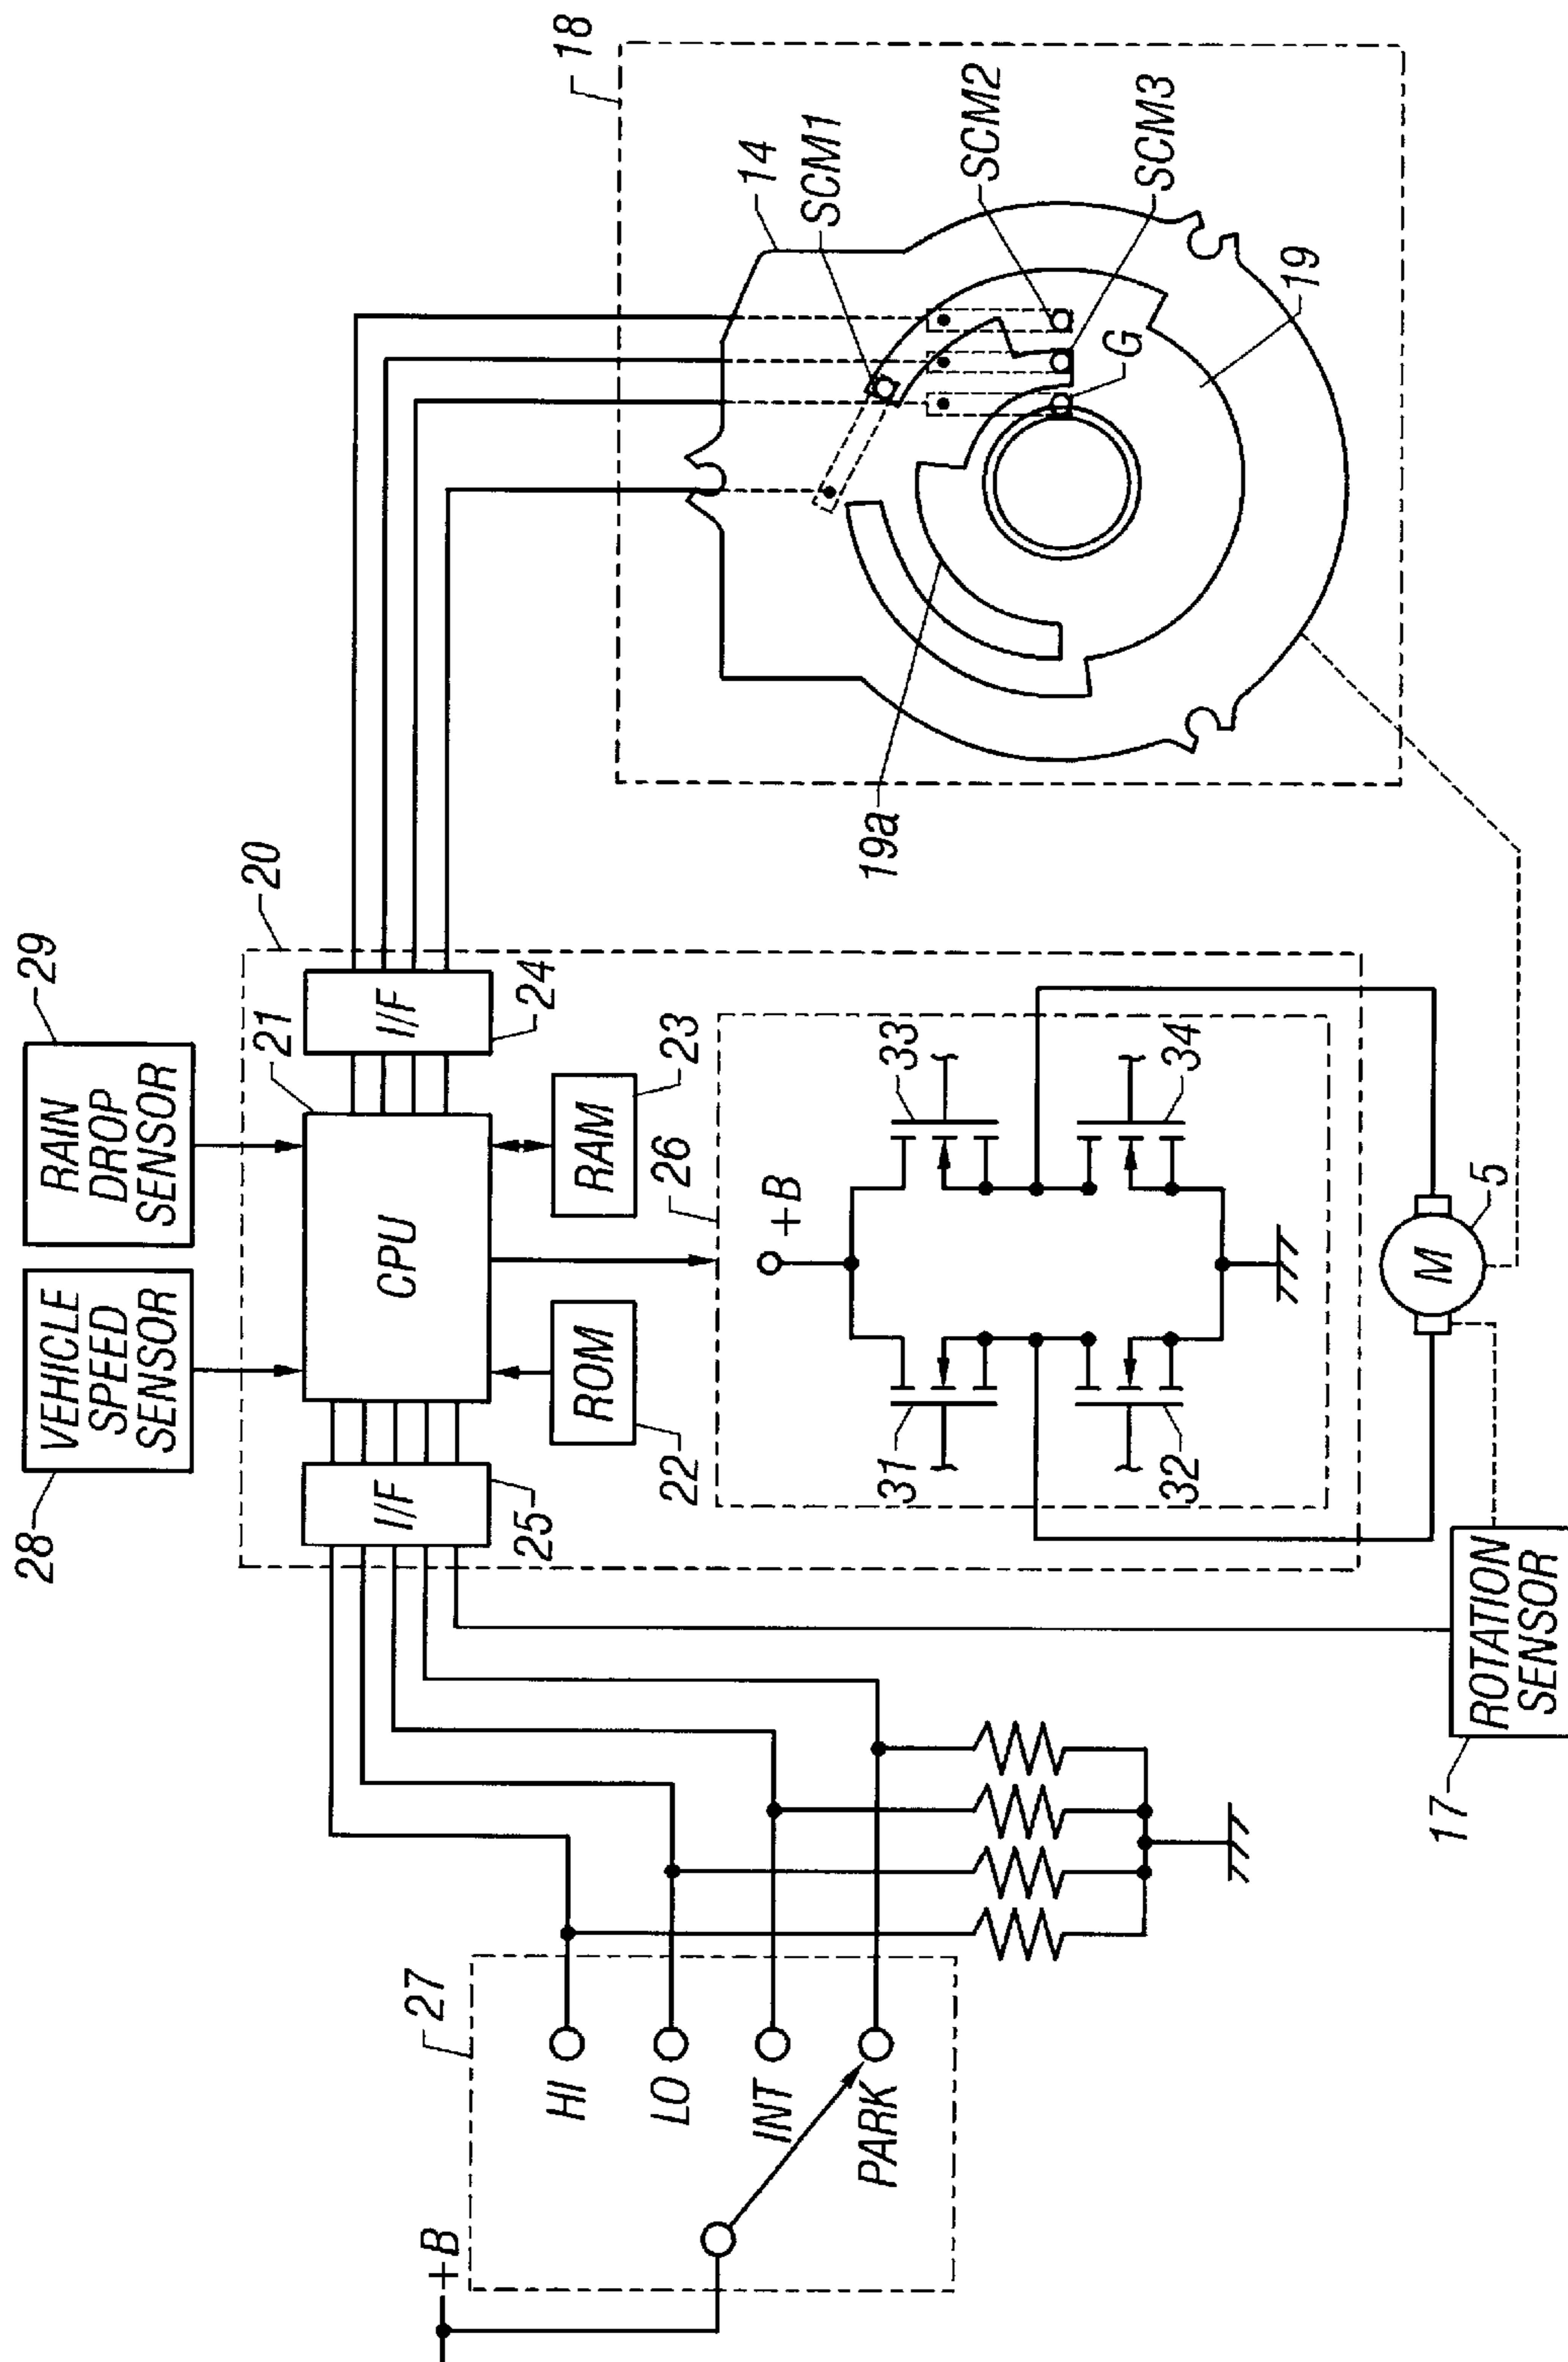 18
14
SCM1
SCM2
SCM3
G
19
19a
29
RAIN
DROP
SENSOR
28
VEHICLE
SPEED
SENSOR
20
21
I/F
24
CPU
I/F
25
RAM
23
ROM
22
26
+B
33
34
31
32
M
5
17
ROTATION
SENSOR
27
+B
HI
LO
INT
PARK